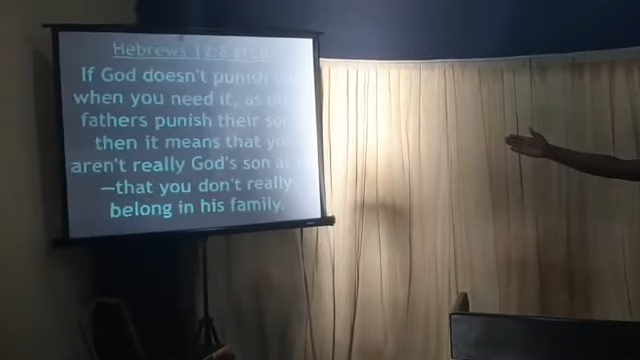 Hebrews 12:8
If God doesn't punish
when you need it, as
fathers punish their
then it means that
aren't really God's son
—that you don't really
belong in his family.